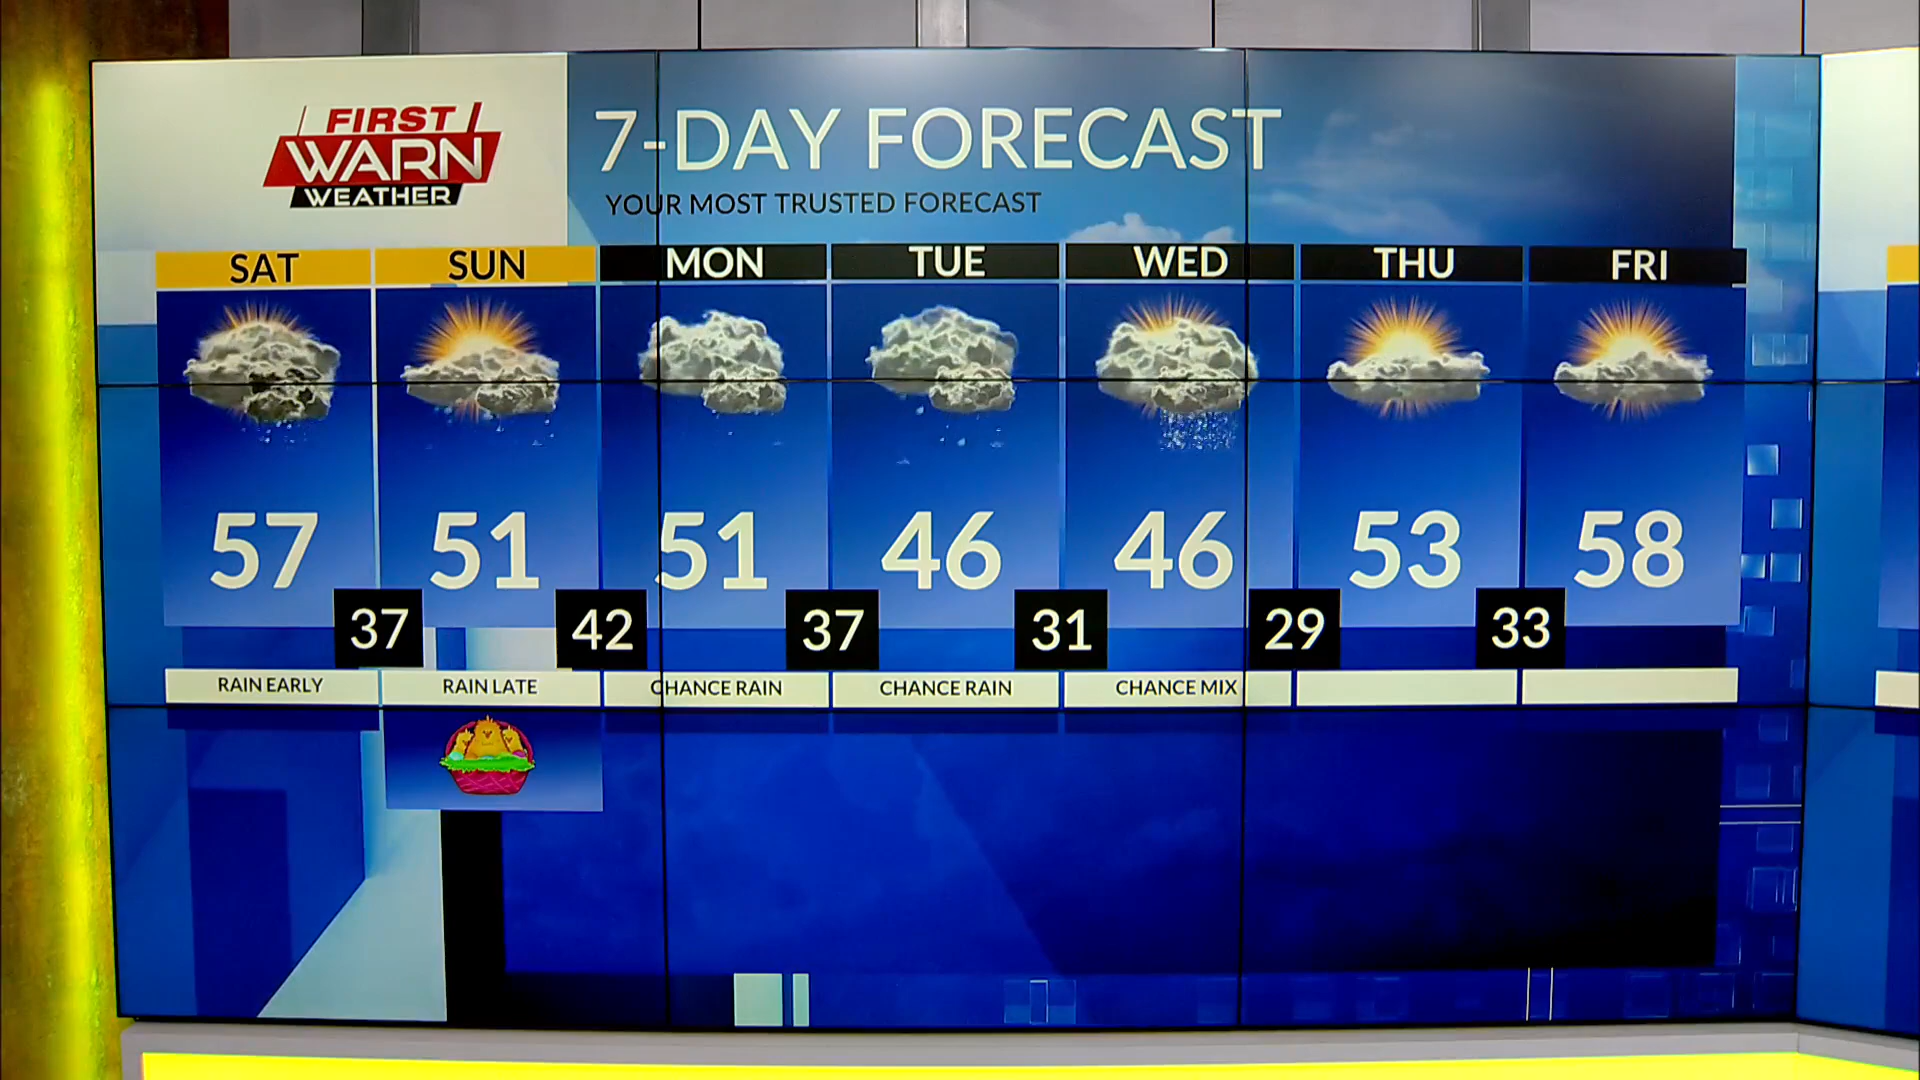 FIRST
WARN
WEATHER
7-DAY FORECAST
YOUR MOST TRUSTED FORECAST
SAT SUN MON TUE WED THU FRI
57 51 51 46 46 53 58
37 42 37 31 29 33
RAIN EARLY RAIN LATE CHANCE RAIN CHANCE RAIN CHANCE MIX